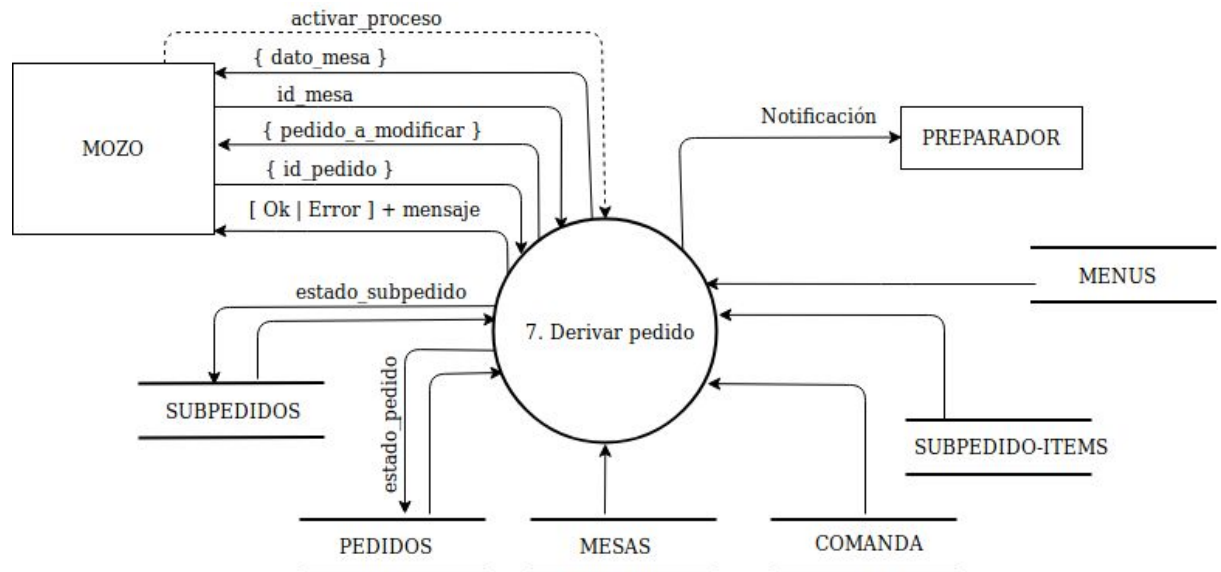 activar_proceso
{ dato_mesa }
id_mesa
{ pedido_a_modificar }
{ id_pedido }
[ Ok | Error ] + mensaje
MOZO
Notificación
PREPARADOR
MENUS
estado_subpedido
7. Derivar pedido
SUBPEDIDOS
estado_pedido
SUBPEDIDO-ITEMS
PEDIDOS
MESAS
COMANDA